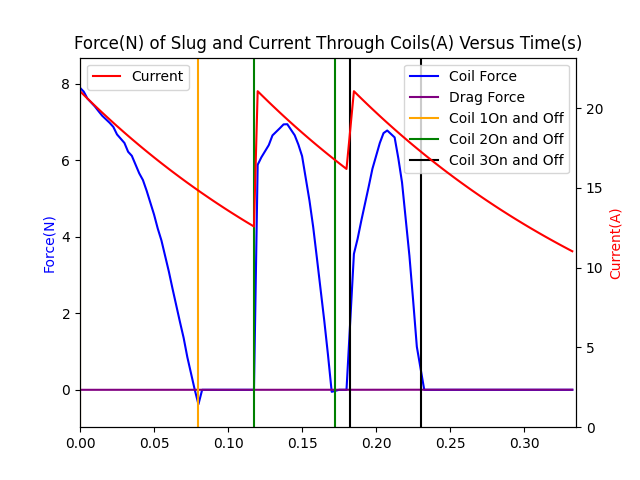 Force(N) of Slug and Current Through Coils(A) Versus Time(s)
Current
Coil Force
Drag Force
Coil 1On and Off
Coil 2On and Off
Coil 3On and Off
Force(N)
8
6
4
2
0
Current(A)
20
15
10
5
0
0.00 0.05 0.10 0.15 0.20 0.25 0.30